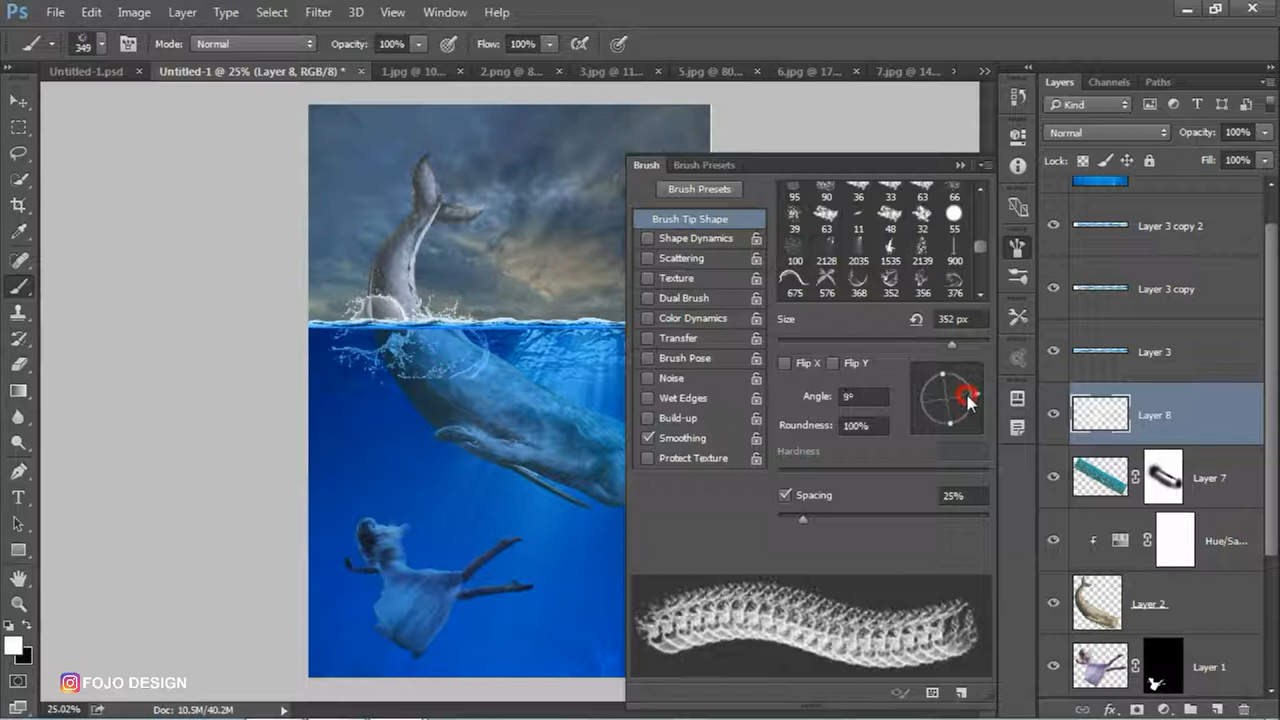 Ps File Edit Image Layer Type Select Filter 3D View Window Help
349 Mode: Normal Opacity: 100% Flow: 100%
Untitled-1.psd Untitled-1 @ 25% (Layer 8, RGB/8) * 1.jpg @ 10... 2.png @ 8... 3.jpg @ 11... 5.jpg @ 80... 6.jpg @ 17... 7.jpg @ 14...
Layers Channels Paths
Kind
Normal Opacity: 100%
Lock: Fill: 100%
Layer 3 copy 2
Layer 3 copy
Layer 3
Layer 8
Layer 7
Hue/Sa...
Layer 2
Layer 1
Brush Brush Presets
Brush Presets
Brush Tip Shape
Shape Dynamics
Scattering
Texture
Dual Brush
Color Dynamics
Transfer
Brush Pose
Noise
Wet Edges
Build-up
Smoothing
Protect Texture
95 90 36 33 63 66
39 63 11 48 32 55
100 2128 2035 1535 2139 900
675 576 368 352 356 376
Size 352 px
Flip X Flip Y
Angle: 9°
Roundness: 100%
Hardness
Spacing 25%
FOJO DESIGN
25.02% Doc: 10.5M/40.2M